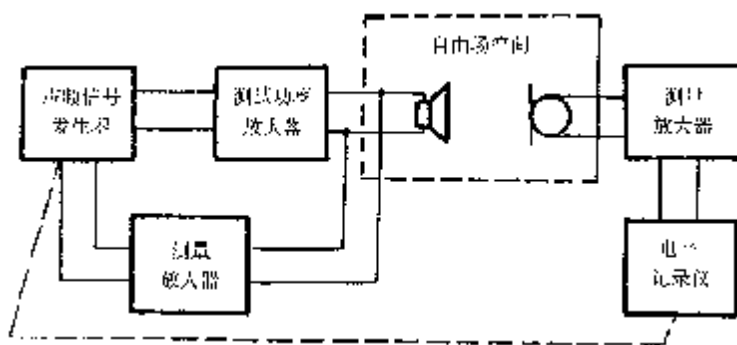 自由场空间
声频信号
发生器
测试功率
放大器
测量
放大器
测量
放大器
电平
记录仪